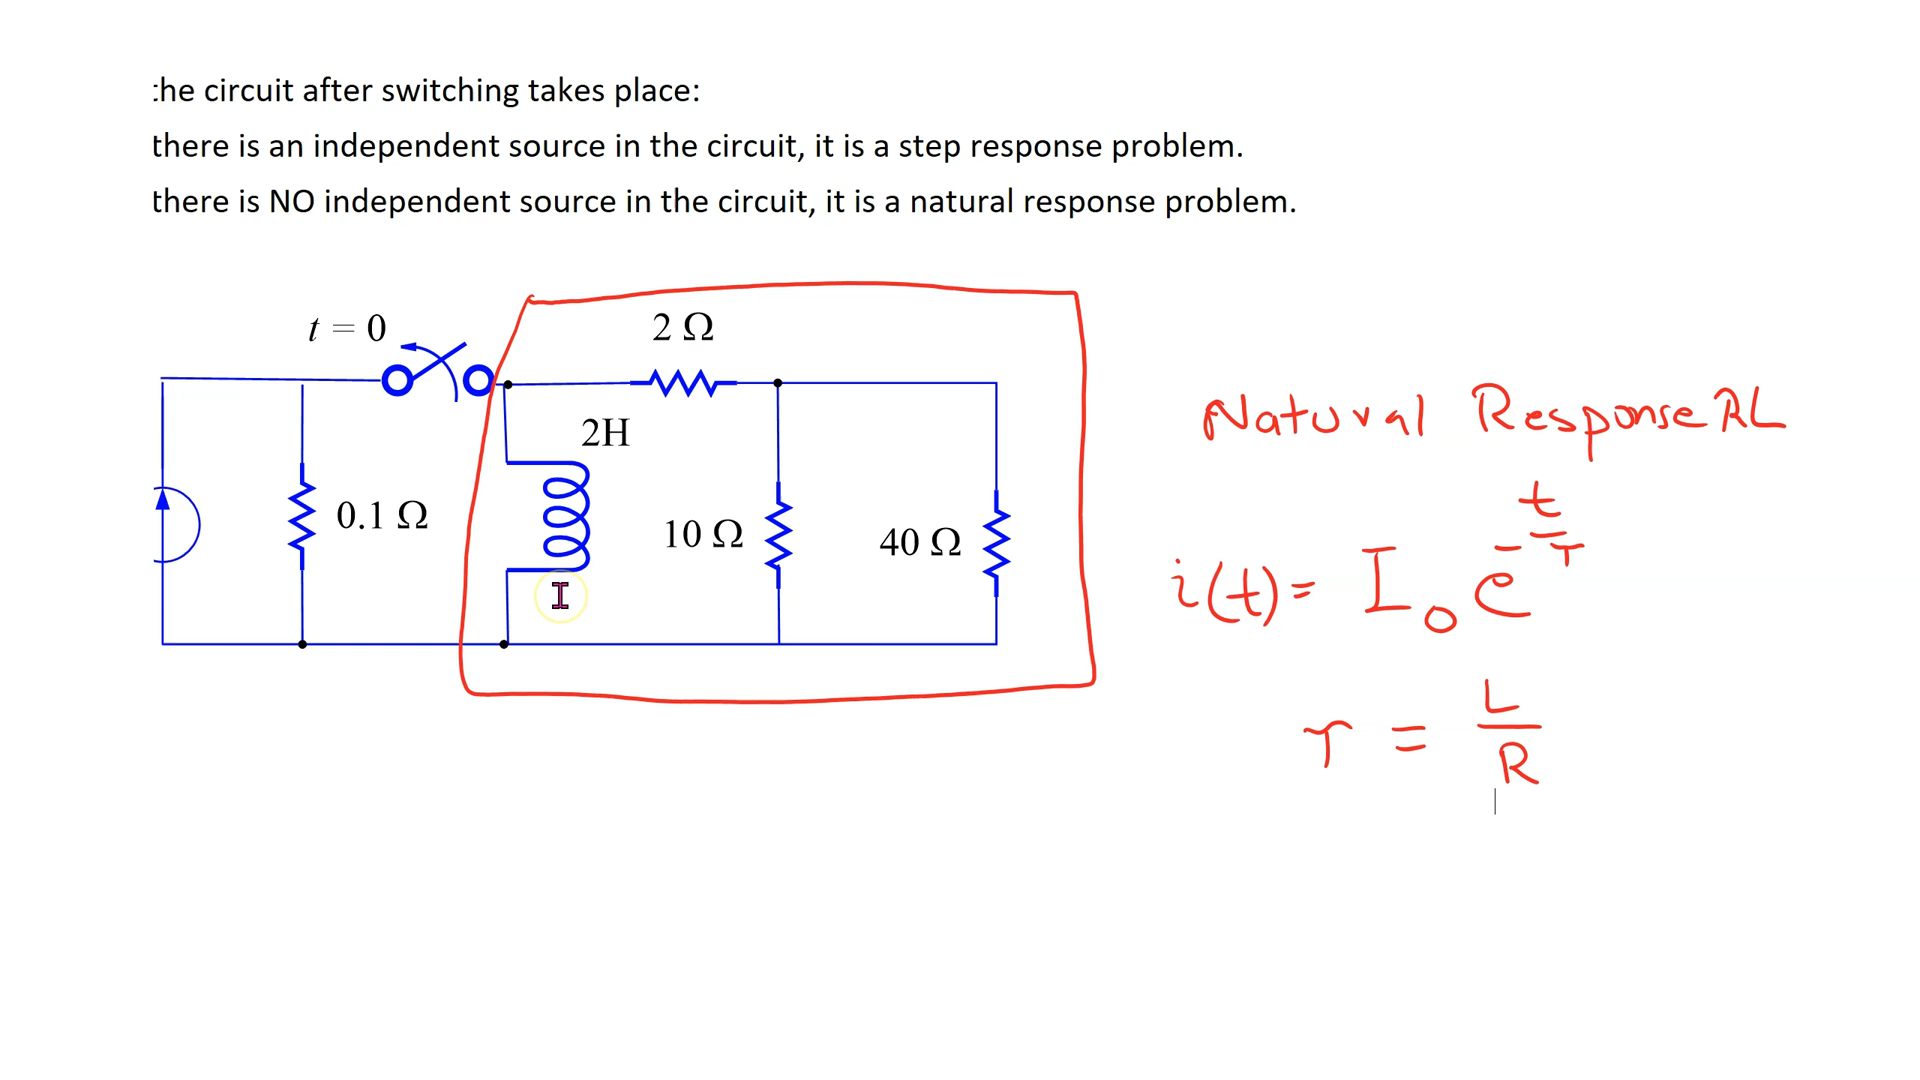 :he circuit after switching takes place:
there is an independent source in the circuit, it is a step response problem.
there is NO independent source in the circuit, it is a natural response problem.
t = 0
2 Ω
2H
0.1 Ω
10 Ω
40 Ω
Natural Response RL
i(t) = I₀ e^(-t/τ)
τ = L/R